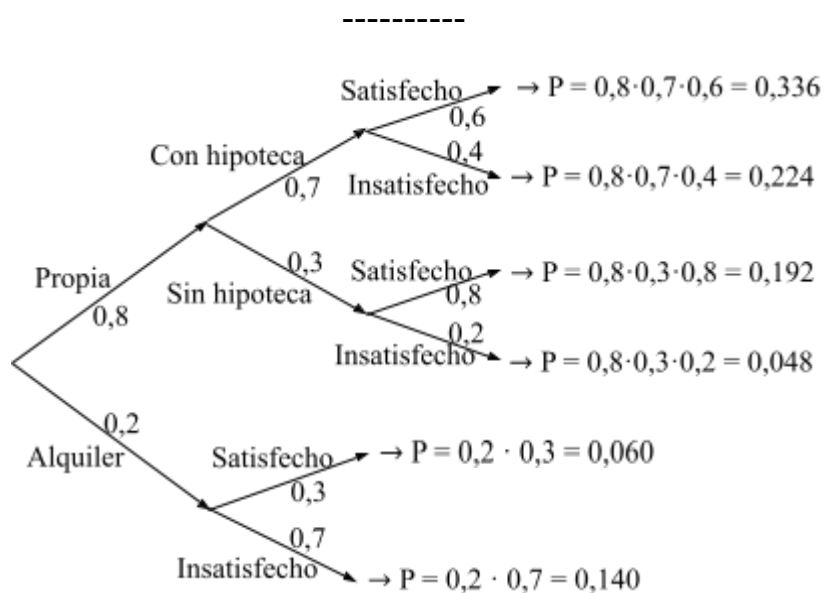 ----------
Satisfecho → P = 0,8·0,7·0,6 = 0,336
0,6
Con hipoteca 0,4
0,7 Insatisfecho → P = 0,8·0,7·0,4 = 0,224
0,3 Satisfecho → P = 0,8·0,3·0,8 = 0,192
Propia
Sin hipoteca 0,8
0,8 0,2
Insatisfecho → P = 0,8·0,3·0,2 = 0,048
0,2
Alquiler Satisfecho → P = 0,2 · 0,3 = 0,060
0,3
0,7
Insatisfecho → P = 0,2 · 0,7 = 0,140